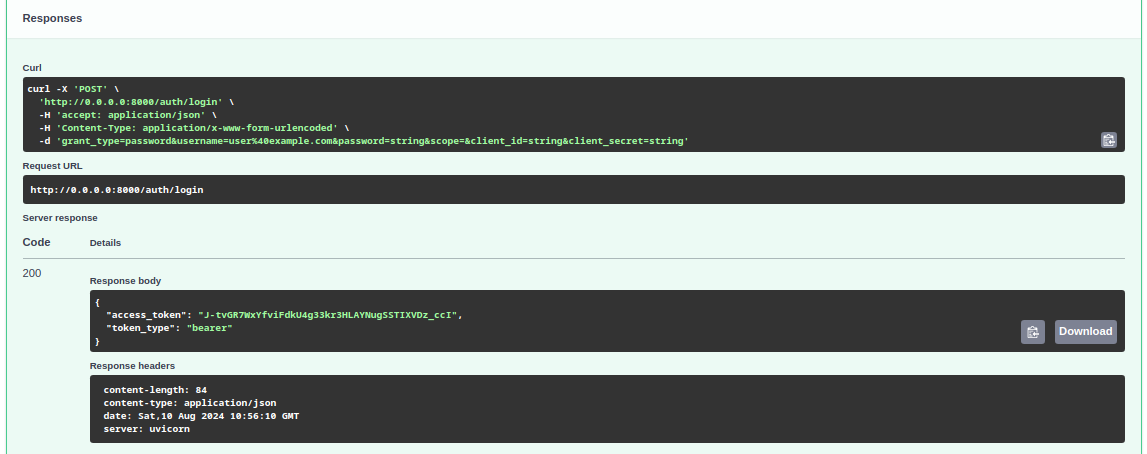 Responses
Curl
curl -X 'POST' \
'http://0.0.0.0:8000/auth/login' \
-H 'accept: application/json' \
-H 'Content-Type: application/x-www-form-urlencoded' \
-d 'grant_type=password&username=user%40example.com&password=string&scope=&client_id=string&client_secret=string'
Request URL
http://0.0.0.0:8000/auth/login
Server response
Code Details
200
Response body
{
"access_token": "J-tvGR7WxYfviFdkU4g33kr3HLAYNugSSTIXVDz_ccI",
"token_type": "bearer"
}
Download
Response headers
content-length: 84
content-type: application/json
date: Sat,10 Aug 2024 10:56:10 GMT
server: uvicorn